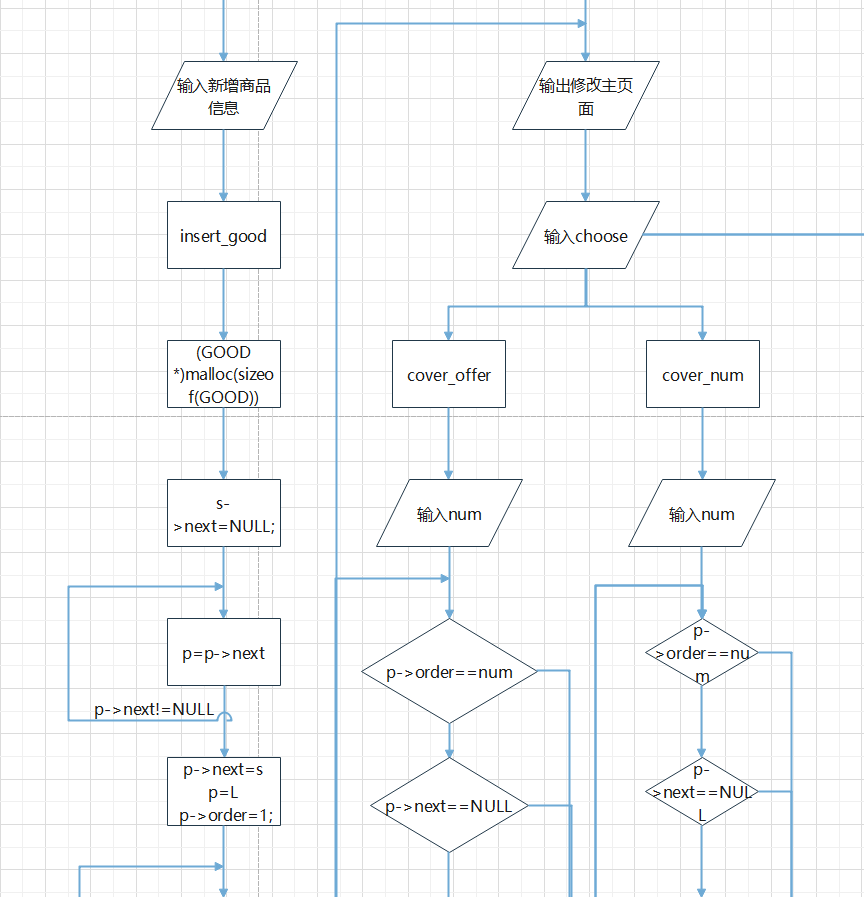 输入新增商品
信息
insert_good
(GOOD
*)malloc(sizeo
f(GOOD))
s-
>next=NULL;
p=p->next
p->next!=NULL
p->next=s
p=L
p->order=1;
输出修改主页
面
输入choose
cover_offer
输入num
p->order==num
p->next==NULL
cover_num
输入num
p-
>order==nu
m
p-
>next==NUL
L